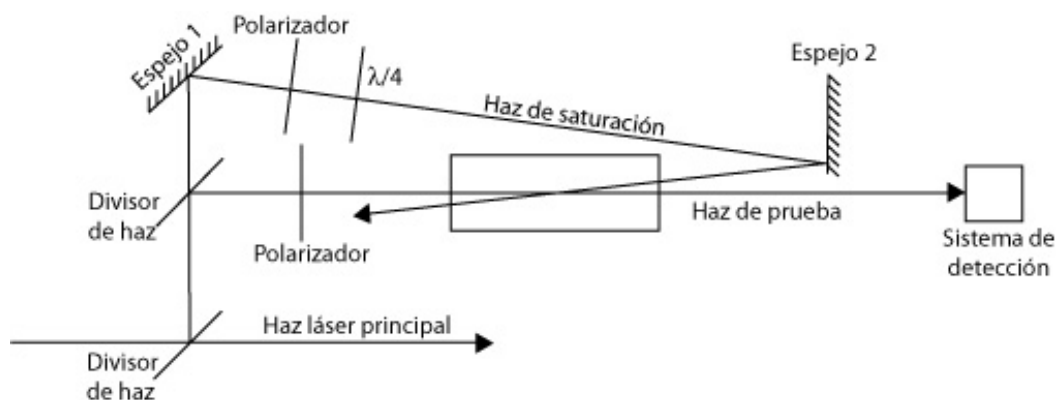 Polarizador
Espejo 1
λ/4
Espejo 2
Haz de saturación
Divisor
de haz
Haz de prueba
Polarizador
Sistema de
detección
Haz láser principal
Divisor
de haz